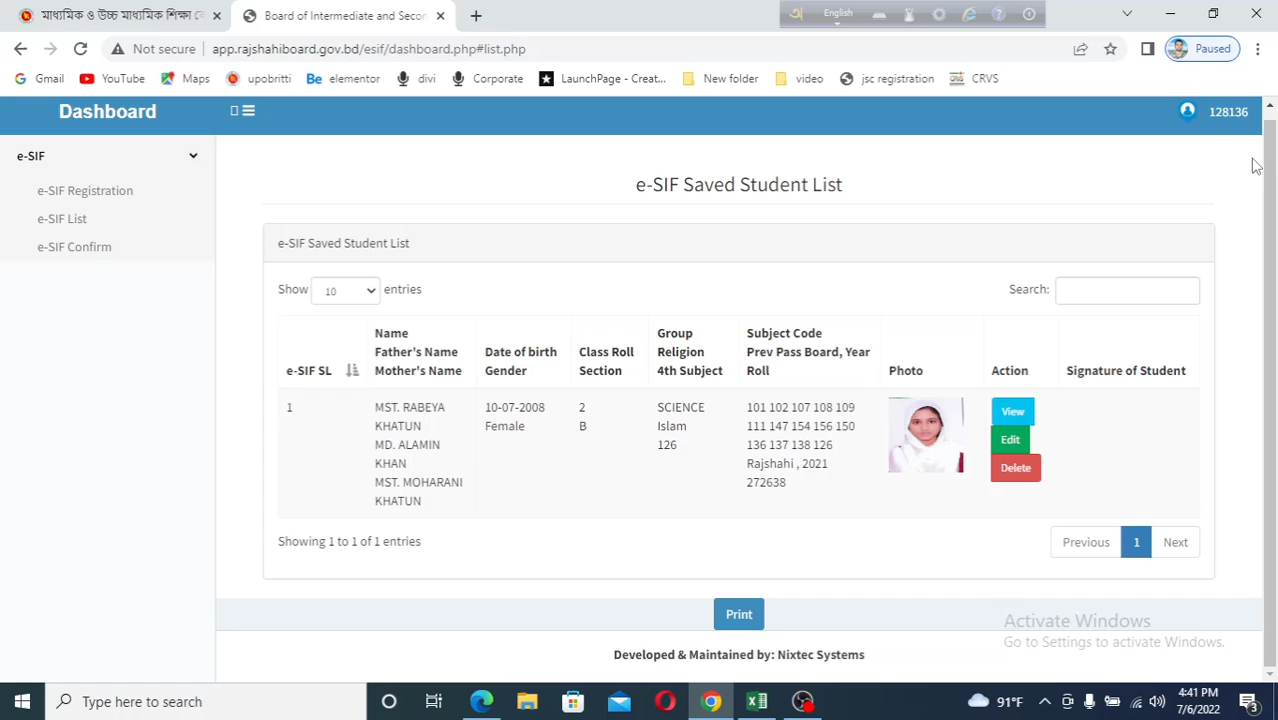 মাধ্যমিক ও উচ্চ মাধ্যমিক শিক্ষা
Board of Intermediate and Secon
English
Not secure
app.rajshahiboard.gov.bd/esif/dashboard.php#list.php
Paused
Gmail
YouTube
Maps
upobritti
Be elementor
divi
Corporate
LaunchPage - Creat...
New folder
video
jsc registration
CRVS
Dashboard
128136
e-SIF
e-SIF Registration
e-SIF List
e-SIF Confirm
e-SIF Saved Student List
e-SIF Saved Student List
Show 10 entries
Search:
e-SIF SL
Name
Father's Name
Mother's Name
Date of birth
Gender
Class Roll
Section
Group
Religion
4th Subject
Subject Code
Prev Pass Board, Year
Roll
Photo
Action
Signature of Student
1
MST. RABEYA
KHATUN
MD. ALAMIN
KHAN
MST. MOHARANI
KHATUN
10-07-2008
Female
2
B
SCIENCE
Islam
126
101 102 107 108 109
111 147 154 156 150
136 137 138 126
Rajshahi , 2021
272638
View
Edit
Delete
Showing 1 to 1 of 1 entries
Previous 1 Next
Print
Activate Windows
Go to Settings to activate Windows.
Developed & Maintained by: Nixtec Systems
Type here to search
91°F
4:41 PM
7/6/2022
3